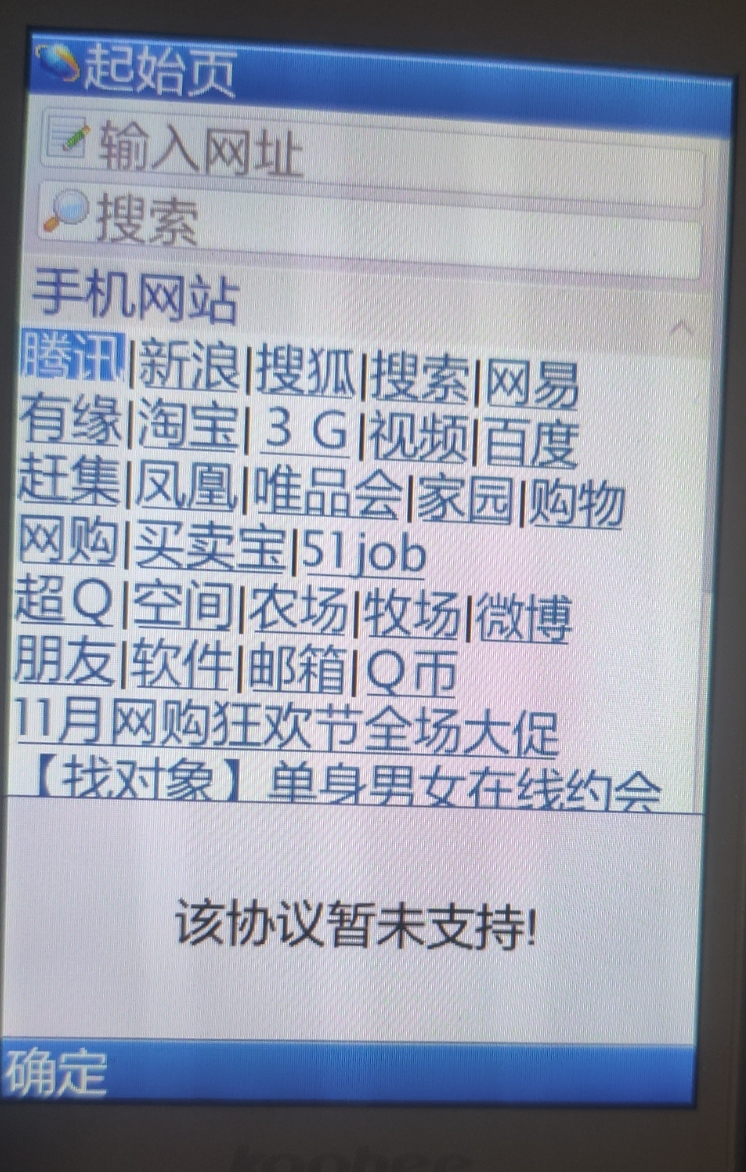 起始页
输入网址
搜索
手机网站
腾讯|新浪|搜狐|搜索|网易
有缘|淘宝|３Ｇ|视频|百度
赶集|凤凰|唯品会|家园|购物
网购|买卖宝|51job
超Q|空间|农场|牧场|微博
朋友|软件|邮箱|Q币
11月网购狂欢节全场大促
【找对象】单身男女在线约会
该协议暂未支持!
确定
koobee